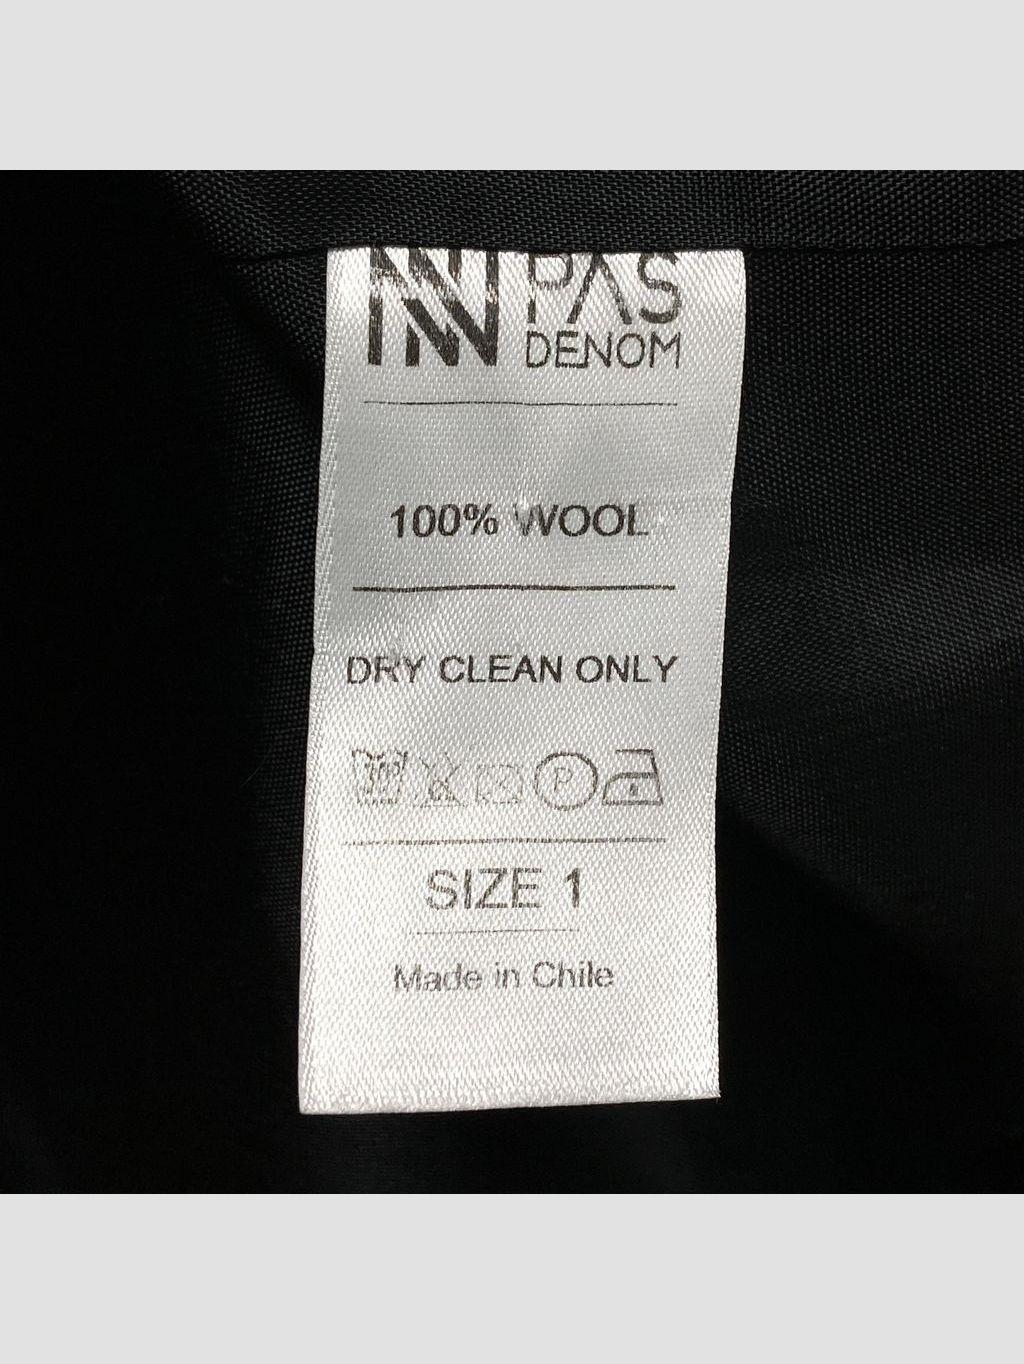 N PAS
DENOM
100% WOOL
DRY CLEAN ONLY
P
SIZE 1
Made in Chile